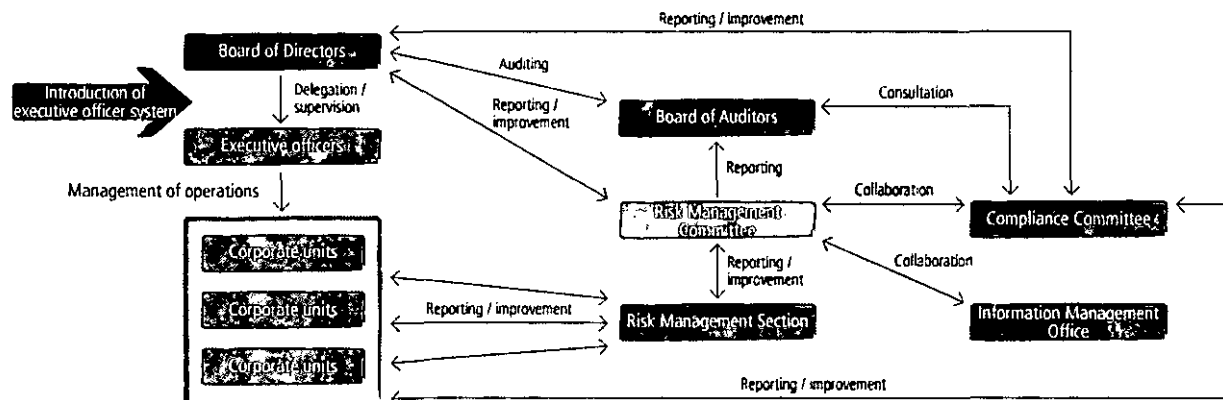 Reporting / improvement
Board of Directors
Auditing
Introduction of
executive officer system
Delegation /
supervision
Reporting /
improvement
Consultation
Board of Auditors
Executive officers
Reporting
Management of operations
Collaboration
Risk Management
Committee
Compliance Committee
Corporate units
Reporting /
improvement
Collaboration
Corporate units
Reporting / improvement
Risk Management Section
Information Management
Office
Corporate units
Reporting / improvement